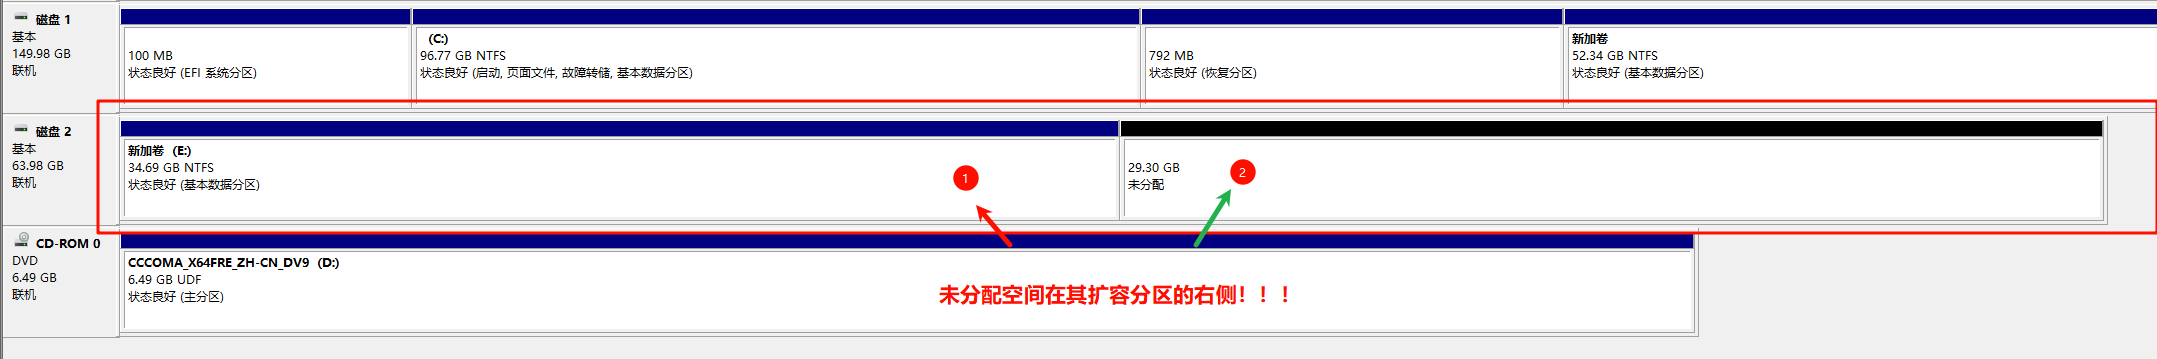 磁盘 1
基本
149.98 GB
联机
100 MB
状态良好 (EFI 系统分区)
(C:)
96.77 GB NTFS
状态良好 (启动, 页面文件, 故障转储, 基本数据分区)
792 MB
状态良好 (恢复分区)
新加卷
52.34 GB NTFS
状态良好 (基本数据分区)
磁盘 2
基本
63.98 GB
联机
新加卷 (E:)
34.69 GB NTFS
状态良好 (基本数据分区)
1
29.30 GB
未分配
2
CD-ROM 0
DVD
6.49 GB
联机
CCCOMA_X64FRE_ZH-CN_DV9 (D:)
6.49 GB UDF
状态良好 (主分区)
未分配空间在其扩容分区的右侧！！！